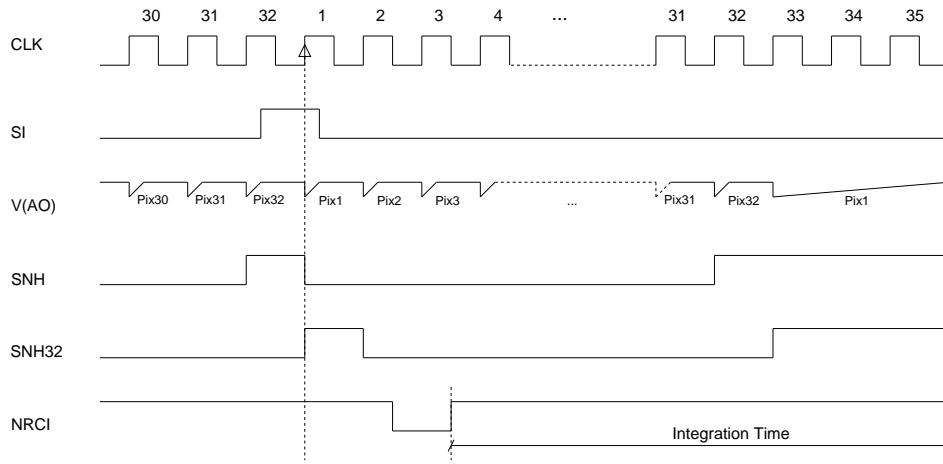 30 31 32 1 2 3 4 ... 31 32 33 34 35
CLK
SI
V(AO)
Pix30 Pix31 Pix32 Pix1 Pix2 Pix3 ... Pix31 Pix32 Pix1
SNH
SNH32
NRCI
Integration Time